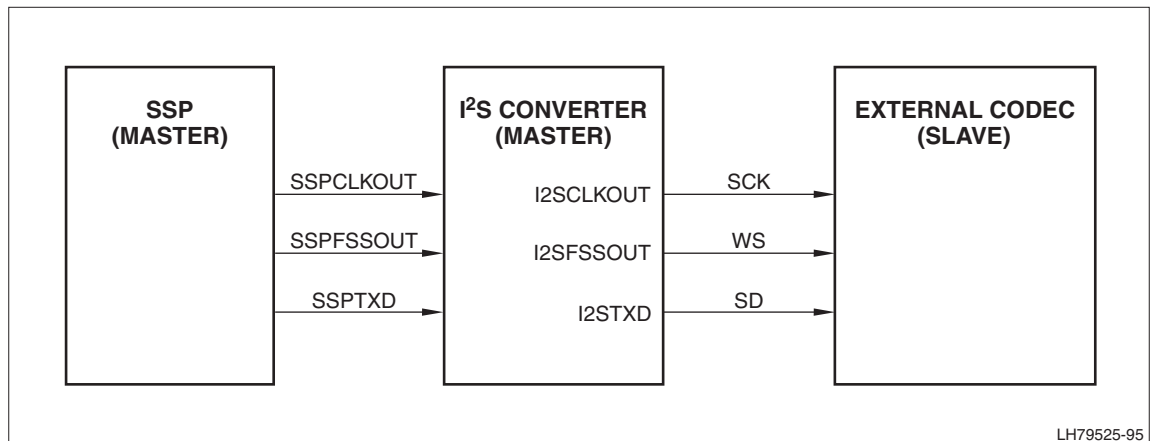 SSP
(MASTER)
I²S CONVERTER
(MASTER)
EXTERNAL CODEC
(SLAVE)
SSPCLKOUT
I2SCLKOUT
SCK
SSPFSSOUT
I2SFSSOUT
WS
SSPTXD
I2STXD
SD
LH79525-95